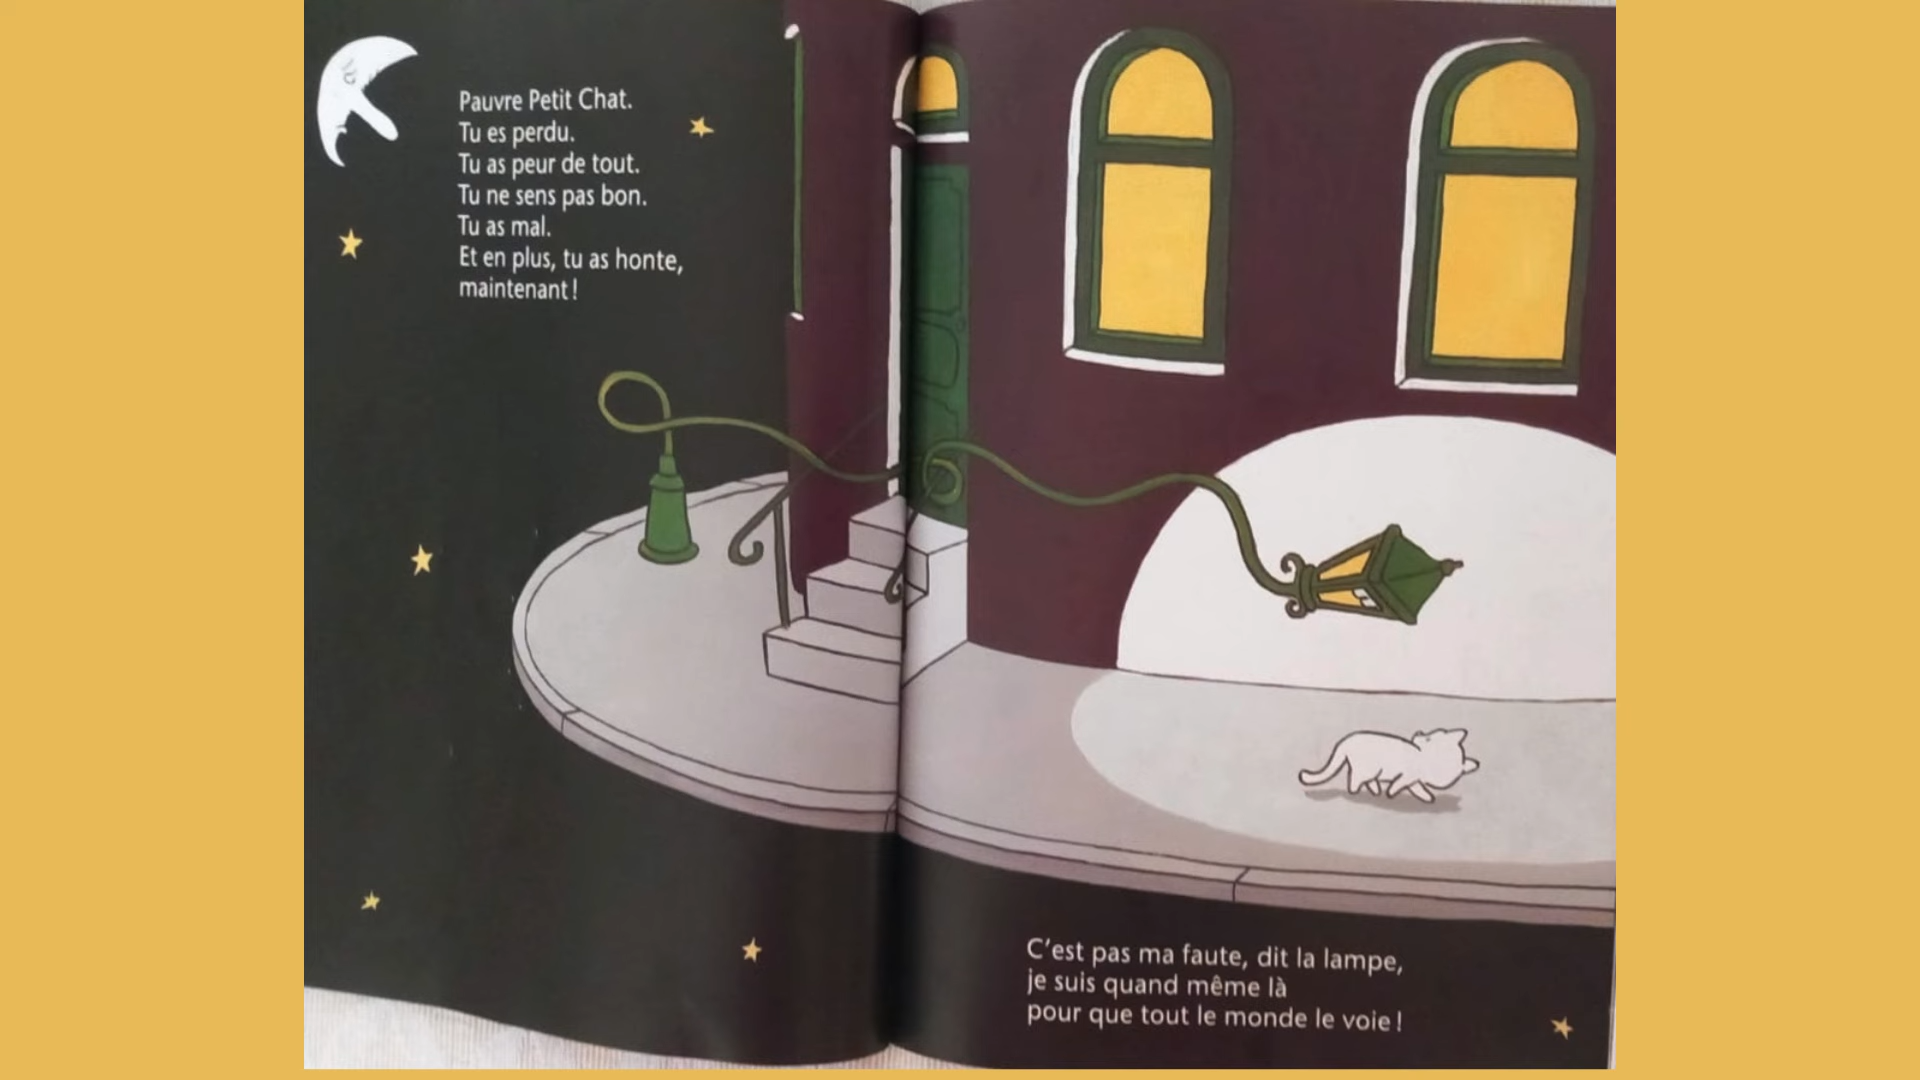 Pauvre Petit Chat.
Tu es perdu.
Tu as peur de tout.
Tu ne sens pas bon.
Tu as mal.
Et en plus, tu as honte,
maintenant !
C'est pas ma faute, dit la lampe,
je suis quand même là
pour que tout le monde le voie !